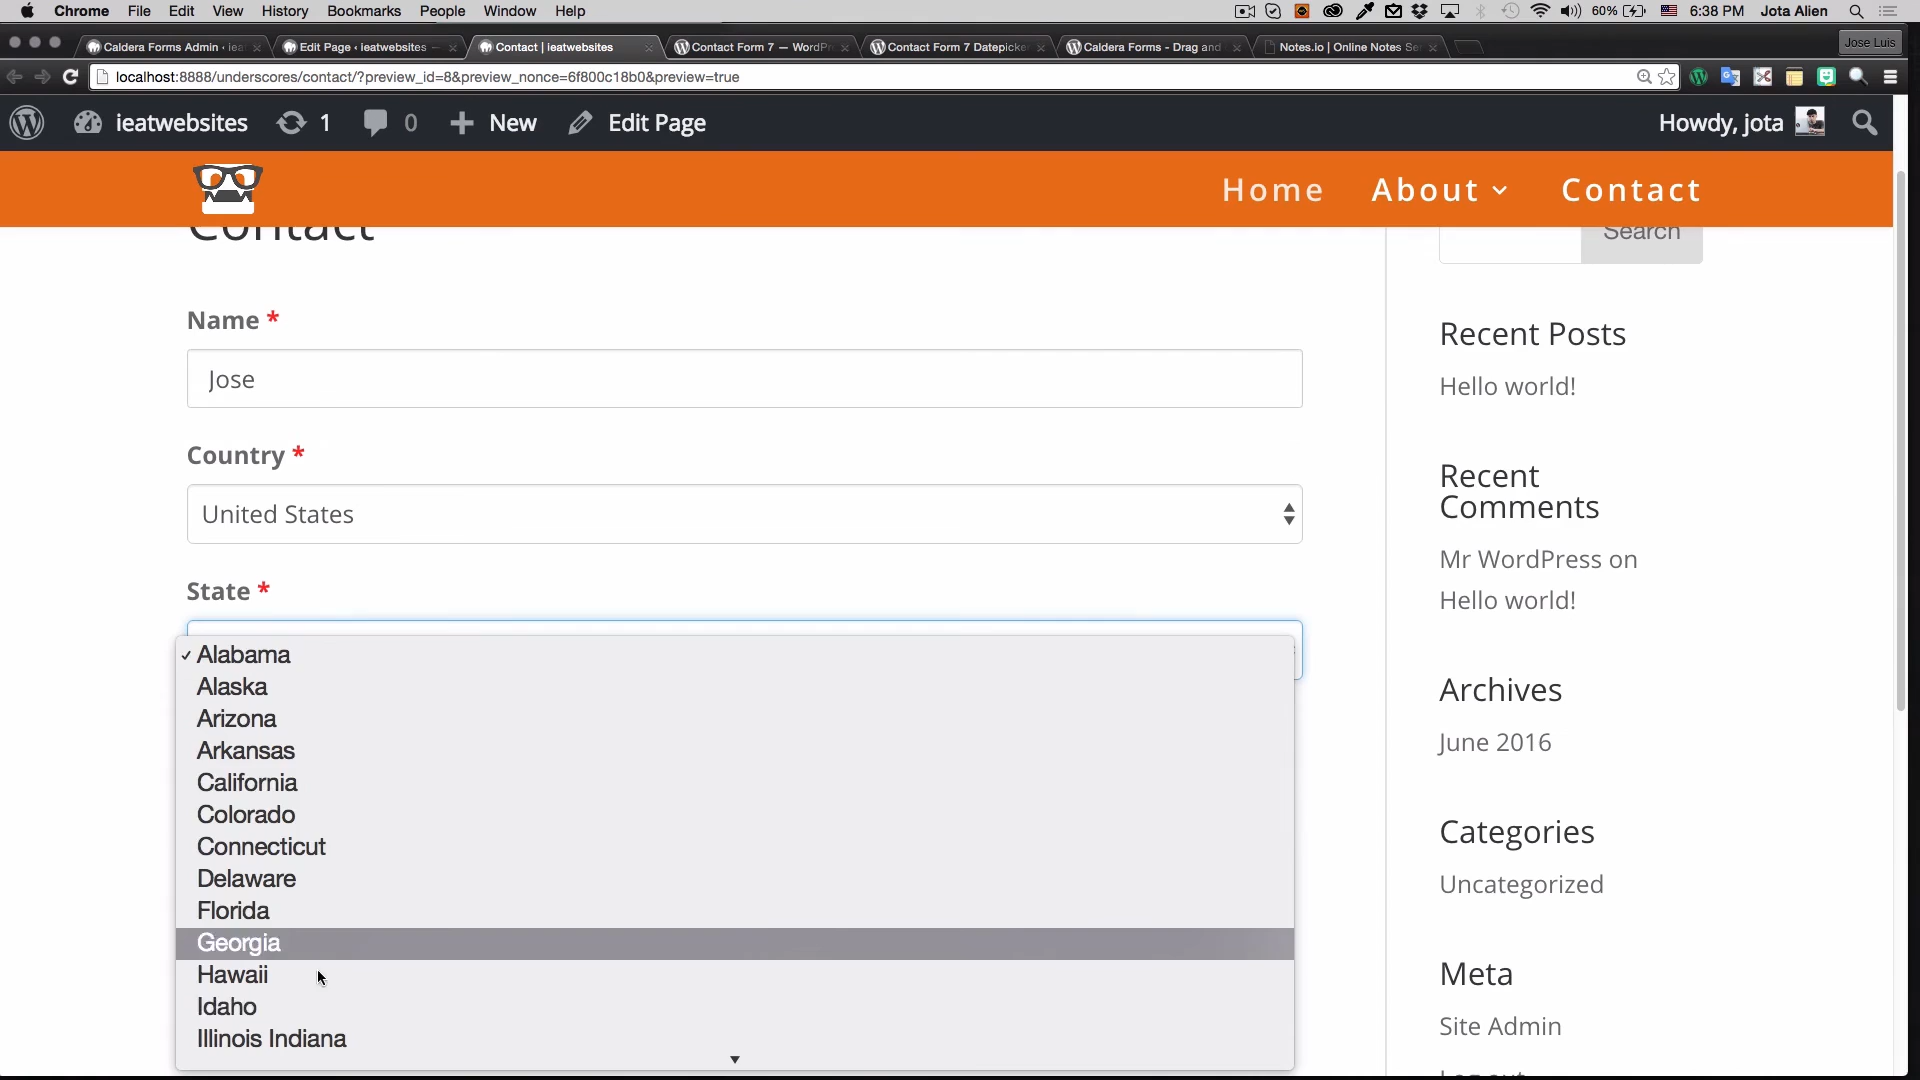 Chrome File Edit View History Bookmarks People Window Help 60% 6:38 PM Jota Alien
Caldera Forms Admin ‹ iea
Edit Page ‹ ieatwebsites —
Contact | ieatwebsites
Contact Form 7 — WordPr
Contact Form 7 Datepicke
Caldera Forms - Drag and
Notes.io | Online Notes Se
Jose Luis
localhost:8888/underscores/contact/?preview_id=8&preview_nonce=6f800c18b0&preview=true
ieatwebsites 1 0 New Edit Page Howdy, jota
Home About Contact
Contact
Search
Name *
Jose
Country *
United States
State *
✓ Alabama
Alaska
Arizona
Arkansas
California
Colorado
Connecticut
Delaware
Florida
Georgia
Hawaii
Idaho
Illinois Indiana
Recent Posts
Hello world!
Recent
Comments
Mr WordPress on
Hello world!
Archives
June 2016
Categories
Uncategorized
Meta
Site Admin
Log out